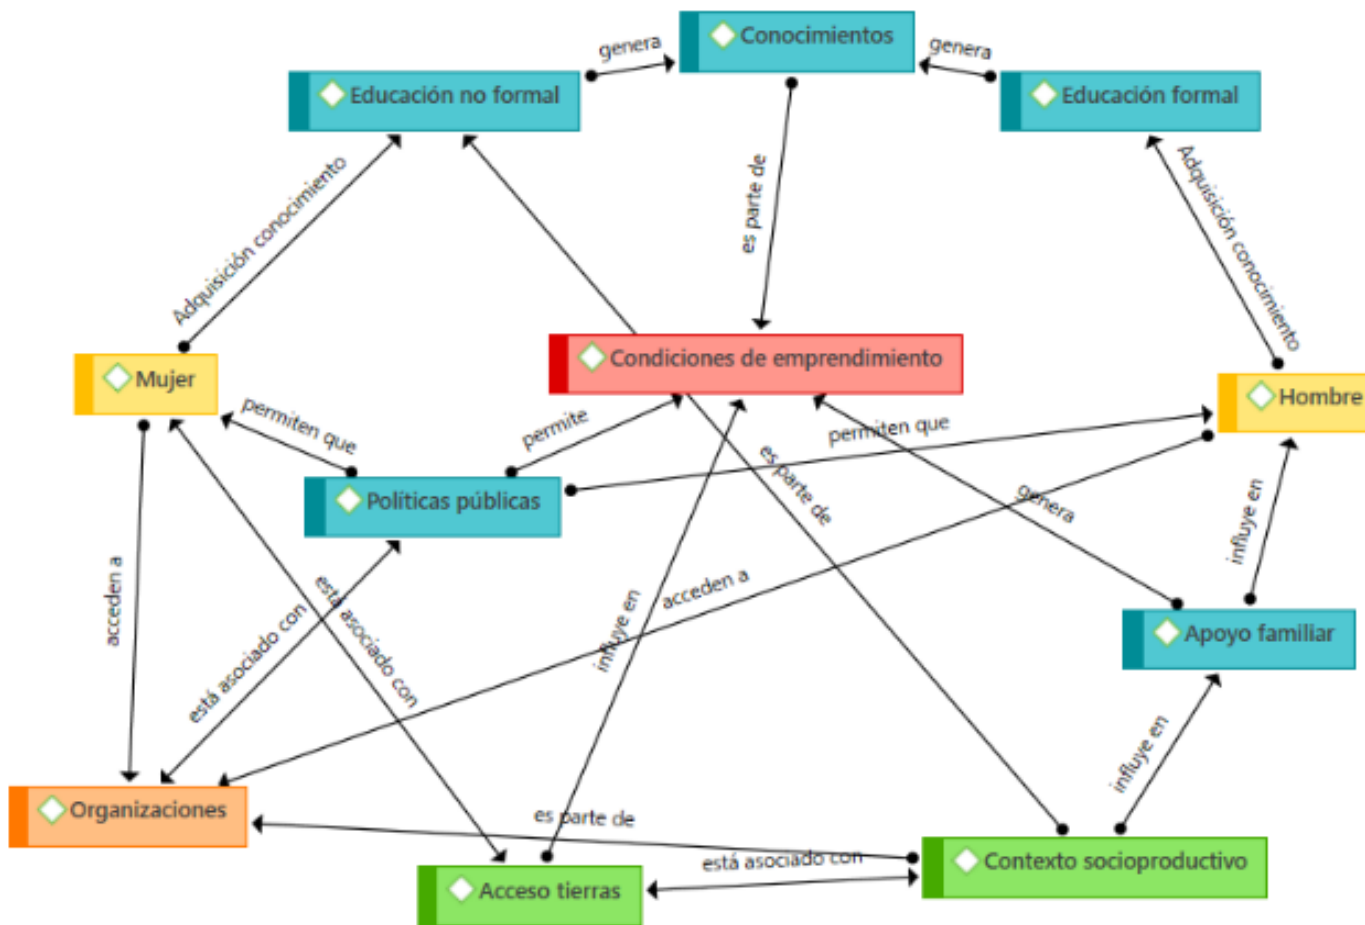 genera
Conocimientos
genera
Educación no formal
Educación formal
Adquisición conocimiento
es parte de
Adquisición conocimiento
Mujer
Condiciones de emprendimiento
Hombre
permiten que
permite
permiten que
es parte de
Políticas públicas
genera
influye en
acceden a
está asociado con
está asociado con
influye en
acceden a
Apoyo familiar
influye en
Organizaciones
es parte de
está asociado con
Contexto socioproductivo
Acceso tierras